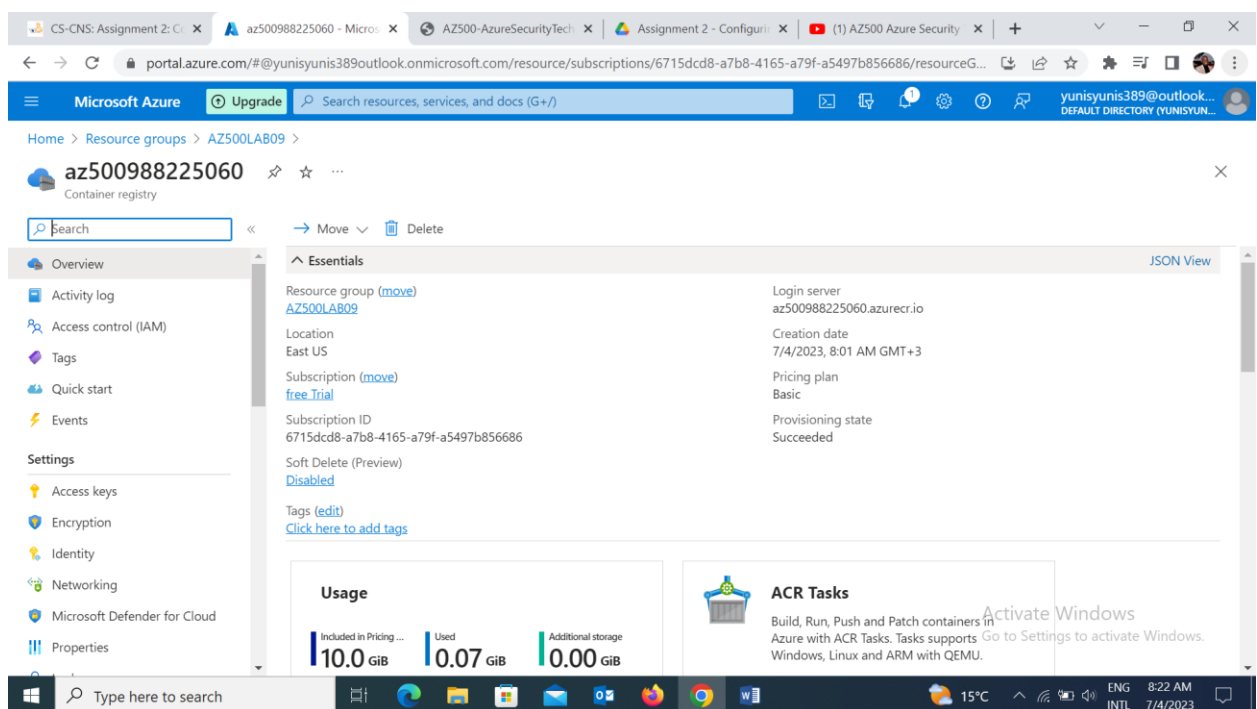 CS-CNS: Assignment 2: C
az500988225060 - Micros
AZ500-AzureSecurityTech
Assignment 2 - Configuri
(1) AZ500 Azure Security
portal.azure.com/#@yunisyunis389outlook.onmicrosoft.com/resource/subscriptions/6715dcd8-a7b8-4165-a79f-a5497b856686/resourceG...
Microsoft Azure
Upgrade
Search resources, services, and docs (G+/)
1
yunisyunis389@outlook...
DEFAULT DIRECTORY (YUNISYUN...
Home > Resource groups > AZ500LAB09 >
az500988225060
Container registry
Search
Move
Delete
Overview
Activity log
Access control (IAM)
Tags
Quick start
Events
Settings
Access keys
Encryption
Identity
Networking
Microsoft Defender for Cloud
Properties
Essentials
JSON View
Resource group (move)
AZ500LAB09
Location
East US
Subscription (move)
free Trial
Subscription ID
6715dcd8-a7b8-4165-a79f-a5497b856686
Soft Delete (Preview)
Disabled
Tags (edit)
Click here to add tags
Login server
az500988225060.azurecr.io
Creation date
7/4/2023, 8:01 AM GMT+3
Pricing plan
Basic
Provisioning state
Succeeded
Usage
Included in Pricing ...
10.0 GiB
Used
0.07 GiB
Additional storage
0.00 GiB
ACR Tasks
Build, Run, Push and Patch containers in
Azure with ACR Tasks. Tasks supports
Windows, Linux and ARM with QEMU.
Activate Windows
Go to Settings to activate Windows.
Type here to search
15°C
ENG
INTL
8:22 AM
7/4/2023